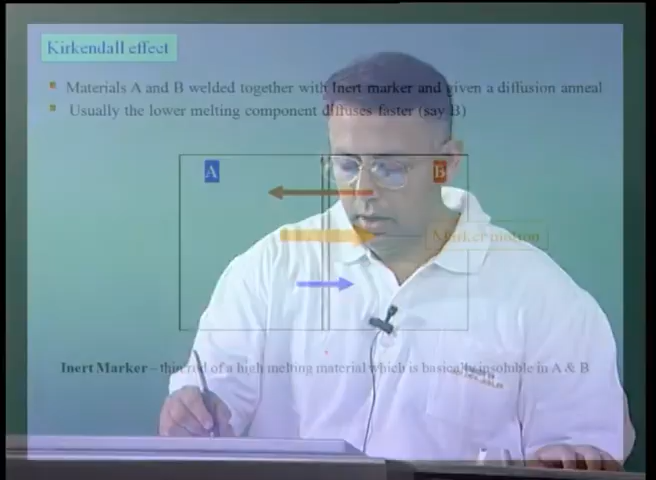 Kirkendall effect
Materials A and B welded together with Inert marker and given a diffusion anneal
Usually the lower melting component diffuses faster (say B)
A
B
Marker motion
Inert Marker – thin rod of a high melting material which is basically insoluble in A & B